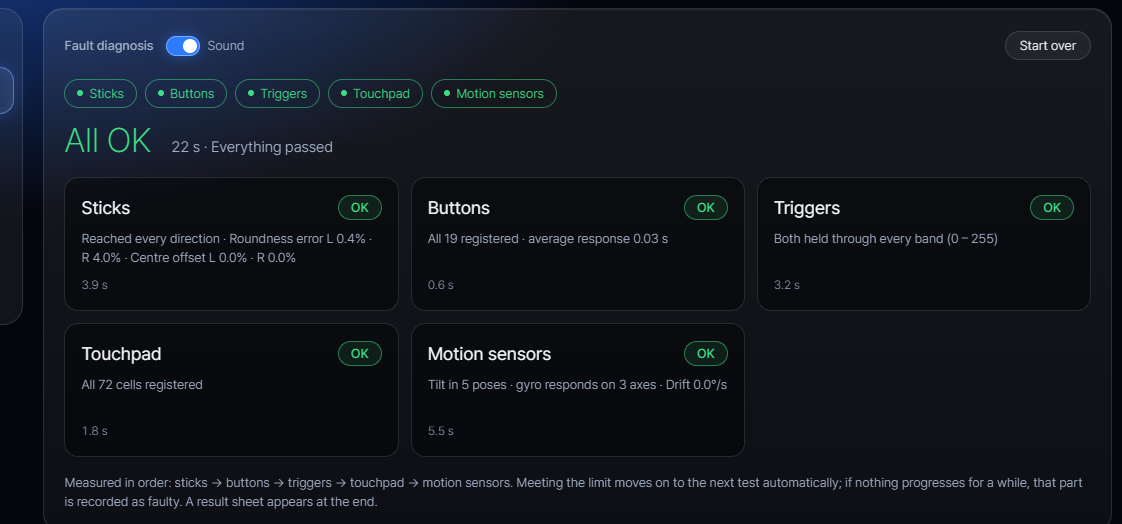 Fault diagnosis Sound Start over
Sticks Buttons Triggers Touchpad Motion sensors
All OK 22 s · Everything passed
Sticks OK
Reached every direction · Roundness error L 0.4% ·
R 4.0% · Centre offset L 0.0% · R 0.0%
3.9 s
Buttons OK
All 19 registered · average response 0.03 s
0.6 s
Triggers OK
Both held through every band (0 – 255)
3.2 s
Touchpad OK
All 72 cells registered
1.8 s
Motion sensors OK
Tilt in 5 poses · gyro responds on 3 axes · Drift 0.0°/s
5.5 s
Measured in order: sticks → buttons → triggers → touchpad → motion sensors. Meeting the limit moves on to the next test automatically; if nothing progresses for a while, that part
is recorded as faulty. A result sheet appears at the end.